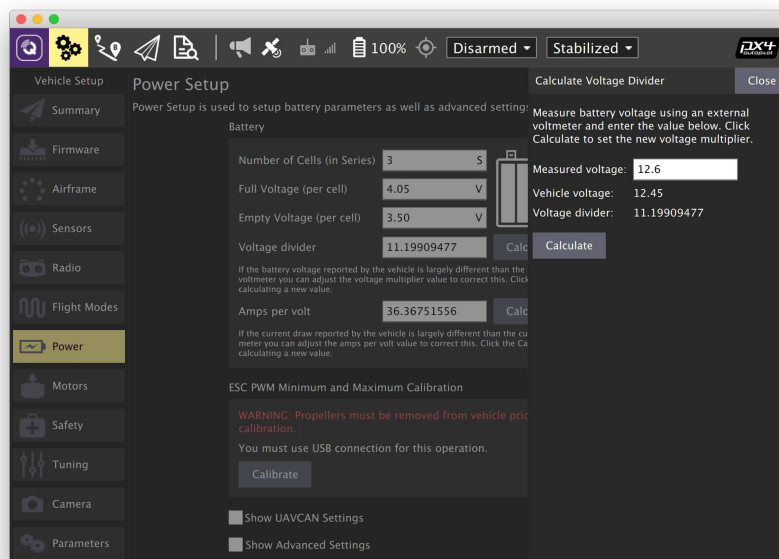 100%
Disarmed
Stabilized
px4
autopilot
Vehicle Setup
Summary
Firmware
Airframe
Sensors
Radio
Flight Modes
Power
Motors
Safety
Tuning
Camera
Parameters
Power Setup
Power Setup is used to setup battery parameters as well as advanced settings
Battery
Number of Cells (in Series) 3 S
Full Voltage (per cell) 4.05 V
Empty Voltage (per cell) 3.50 V
Voltage divider 11.19909477 Calc
If the battery voltage reported by the vehicle is largely different than the
voltmeter you can adjust the voltage multiplier value to correct this. Click
calculating a new value.
Amps per volt 36.36751556 Calc
If the current draw reported by the vehicle is largely different than the cu
meter you can adjust the amps per volt value to correct this. Click the Ca
calculating a new value.
ESC PWM Minimum and Maximum Calibration
WARNING: Propellers must be removed from vehicle pric
calibration.
You must use USB connection for this operation.
Calibrate
Show UAVCAN Settings
Show Advanced Settings
Calculate Voltage Divider Close
Measure battery voltage using an external
voltmeter and enter the value below. Click
Calculate to set the new voltage multiplier.
Measured voltage: 12.6
Vehicle voltage: 12.45
Voltage divider: 11.19909477
Calculate